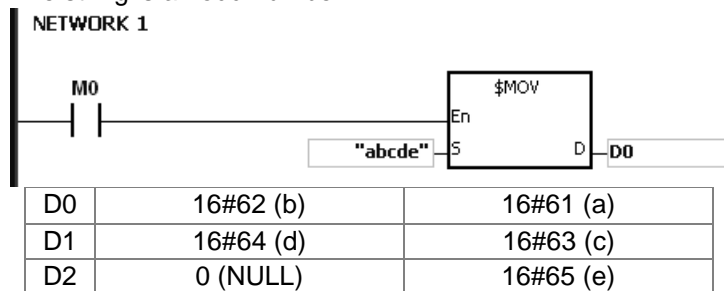 NETWORK 1
M0
$MOV
En
"abcde" S D D0
D0 16#62 (b) 16#61 (a)
D1 16#64 (d) 16#63 (c)
D2 0 (NULL) 16#65 (e)